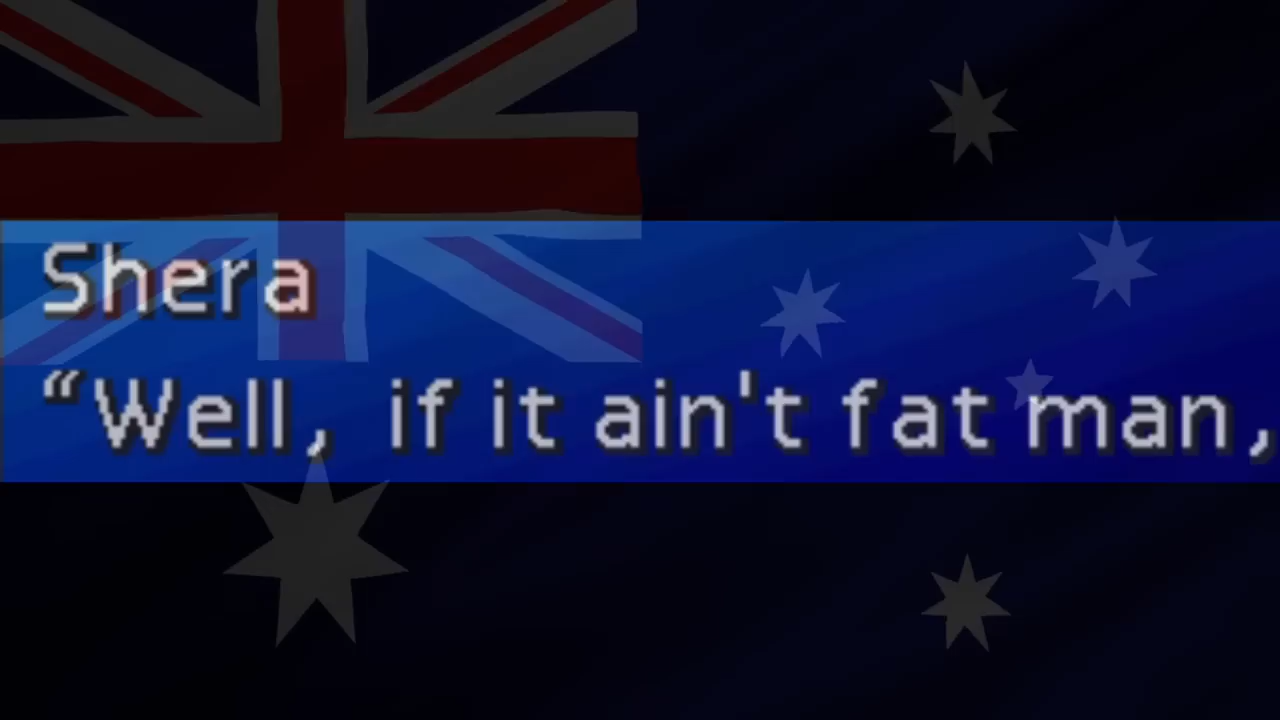 Shera
“Well, if it ain't fat man,